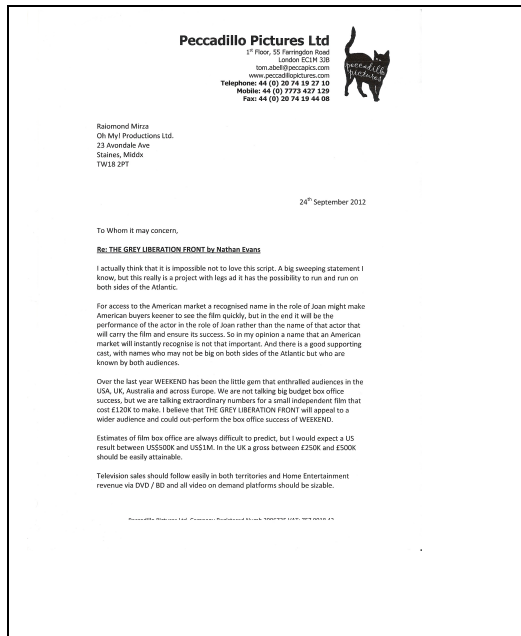 Peccadillo Pictures Ltd
1st Floor, 55 Farringdon Road
London EC1M 3JB
tom.abell@peccapics.com
www.peccadillopictures.com
Telephone: 44 (0) 20 74 19 27 10
Mobile: 44 (0) 7773 427 129
Fax: 44 (0) 20 74 19 44 08
peccadillo
pictures
Raiomond Mirza
Oh My! Productions Ltd.
23 Avondale Ave
Staines, Middx
TW18 2PT
24th September 2012
To Whom it may concern,
Re: THE GREY LIBERATION FRONT by Nathan Evans
I actually think that it is impossible not to love this script. A big sweeping statement I
know, but this really is a project with legs ad it has the possibility to run and run on
both sides of the Atlantic.
For access to the American market a recognised name in the role of Joan might make
American buyers keener to see the film quickly, but in the end it will be the
performance of the actor in the role of Joan rather than the name of that actor that
will carry the film and ensure its success. So in my opinion a name that an American
market will instantly recognise is not that important. And there is a good supporting
cast, with names who may not be big on both sides of the Atlantic but who are
known by both audiences.
Over the last year WEEKEND has been the little gem that enthralled audiences in the
USA, UK, Australia and across Europe. We are not talking big budget box office
success, but we are talking extraordinary numbers for a small independent film that
cost £120K to make. I believe that THE GREY LIBERATION FRONT will appeal to a
wider audience and could out-perform the box office success of WEEKEND.
Estimates of film box office are always difficult to predict, but I would expect a US
result between US$500K and US$1M. In the UK a gross between £250K and £500K
should be easily attainable.
Television sales should follow easily in both territories and Home Entertainment
revenue via DVD / BD and all video on demand platforms should be sizable.
Peccadillo Pictures Ltd. Company Registered